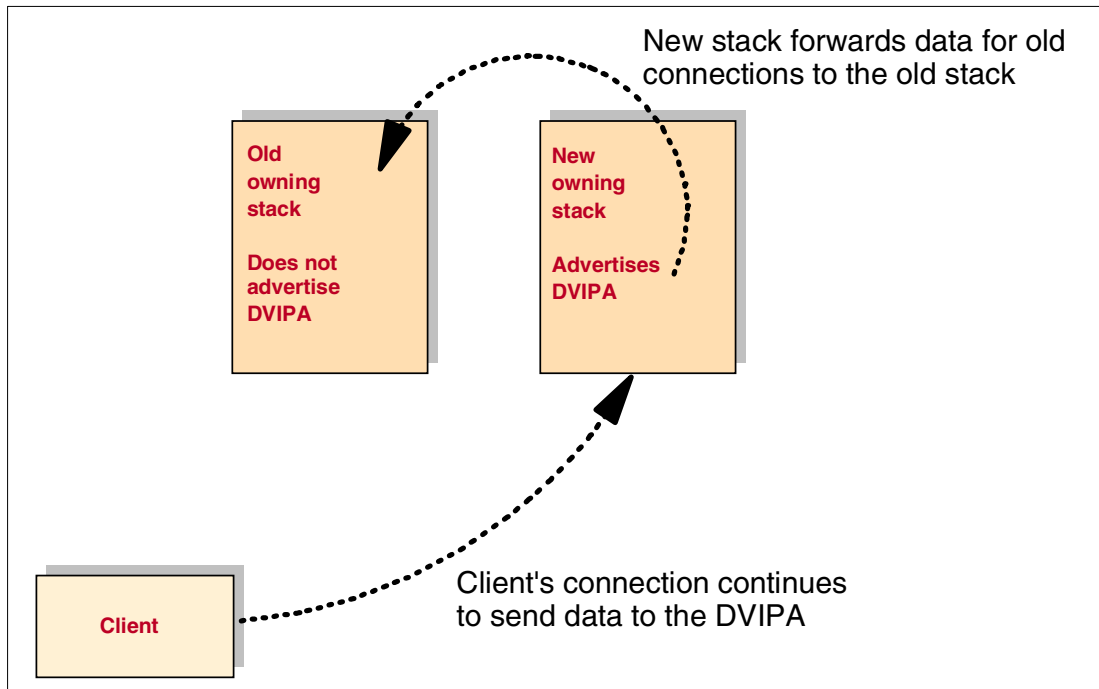 New stack forwards data for old
connections to the old stack
Old
owning
stack
Does not
advertise
DVIPA
New
owning
stack
Advertises
DVIPA
Client's connection continues
to send data to the DVIPA
Client